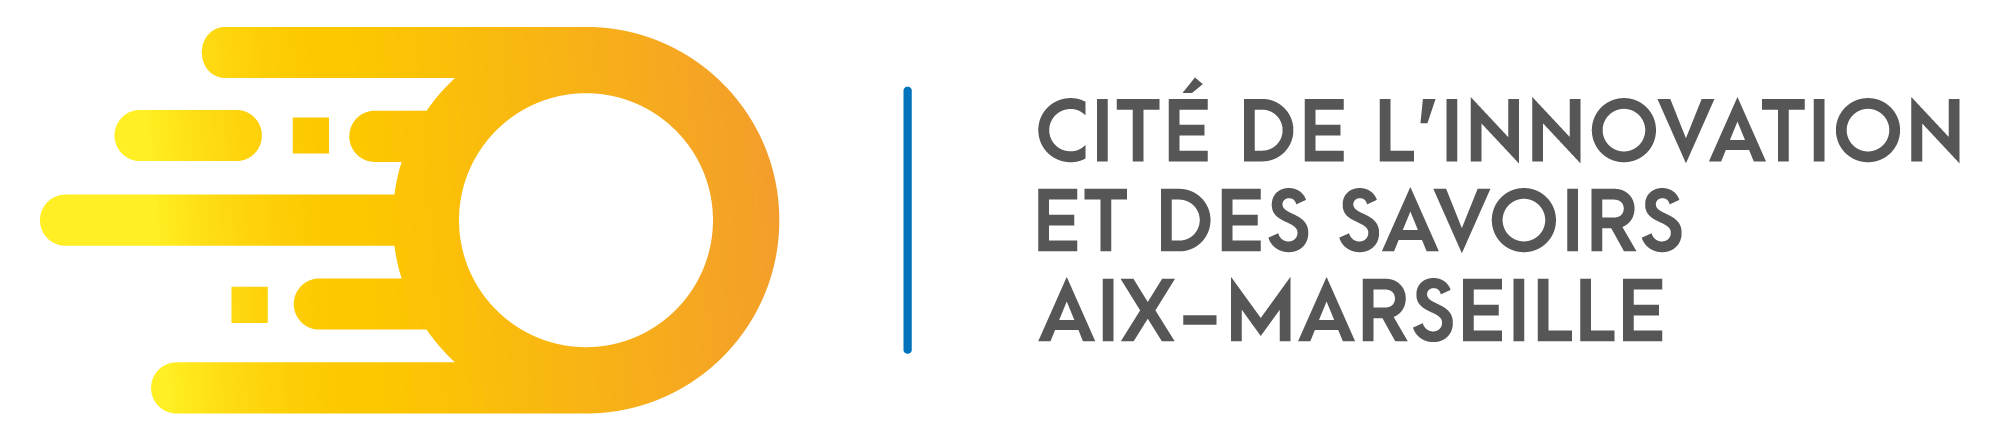 CITÉ DE L'INNOVATION
ET DES SAVOIRS
AIX-MARSEILLE